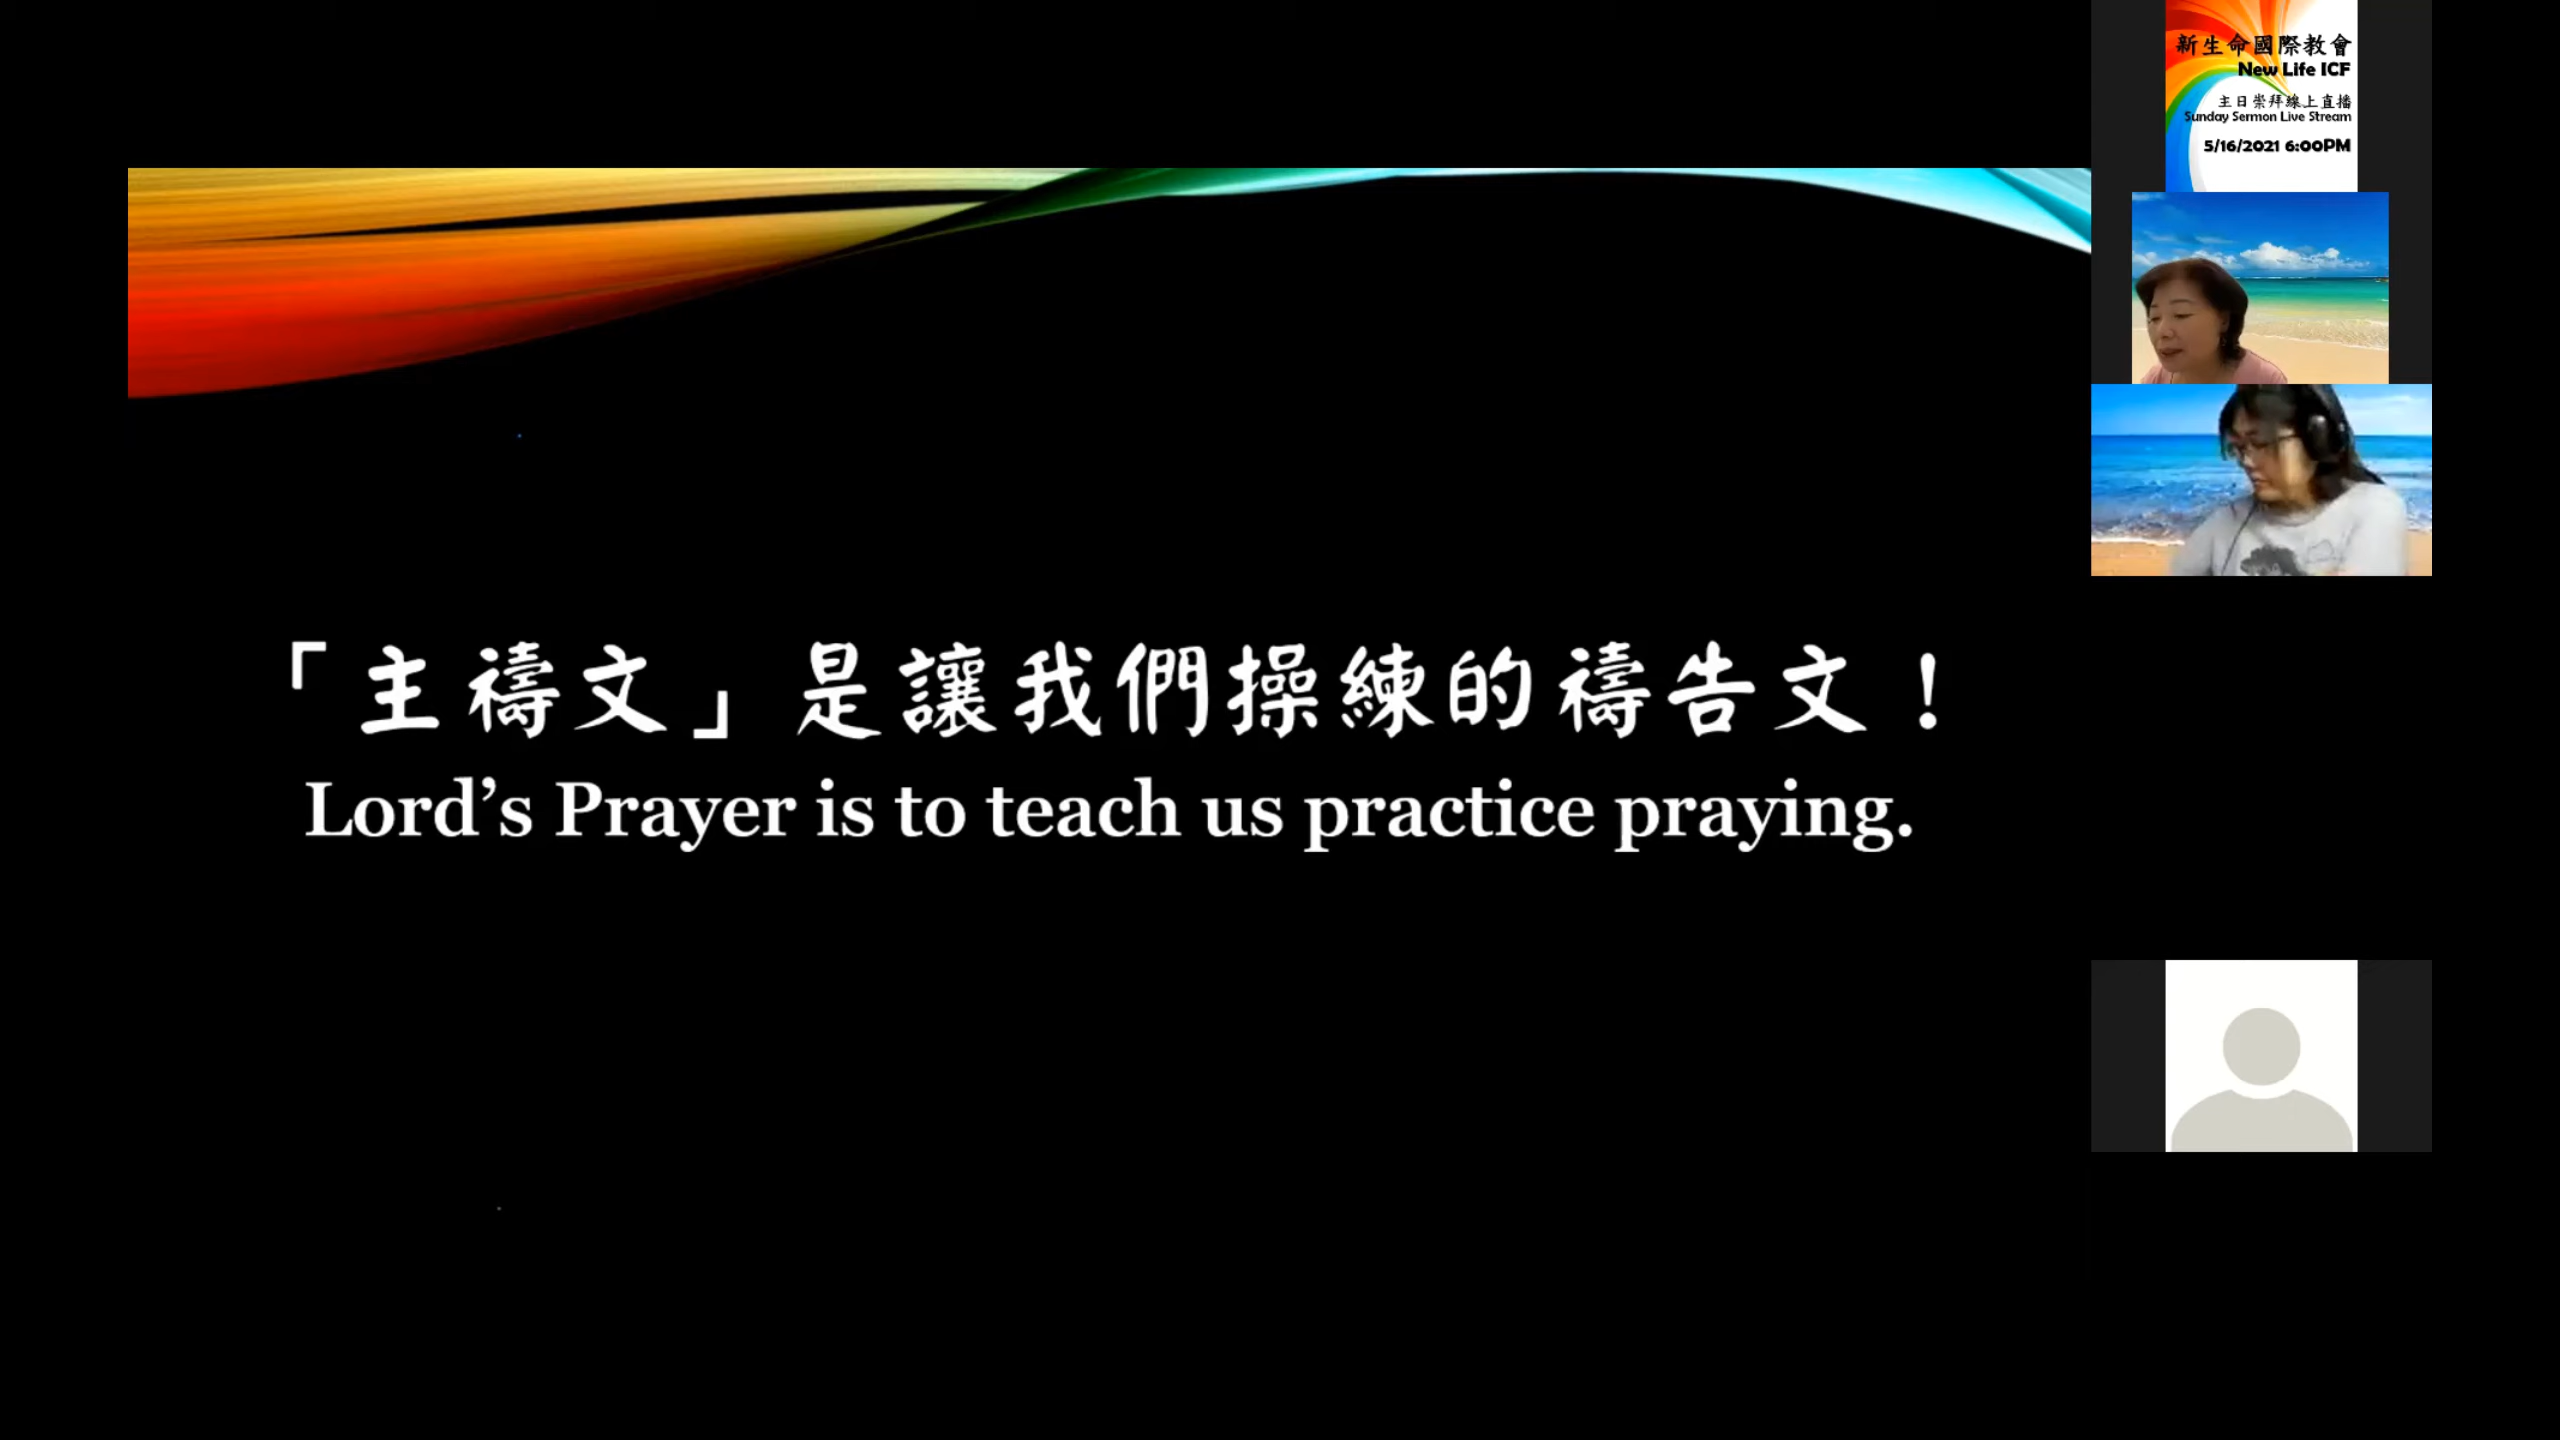 「主禱文」是讓我們操練的禱告文！
Lord’s Prayer is to teach us practice praying.
新生命國際教會
New Life ICF
主日崇拜線上直播
Sunday Sermon Live Stream
5/16/2021 6:00PM